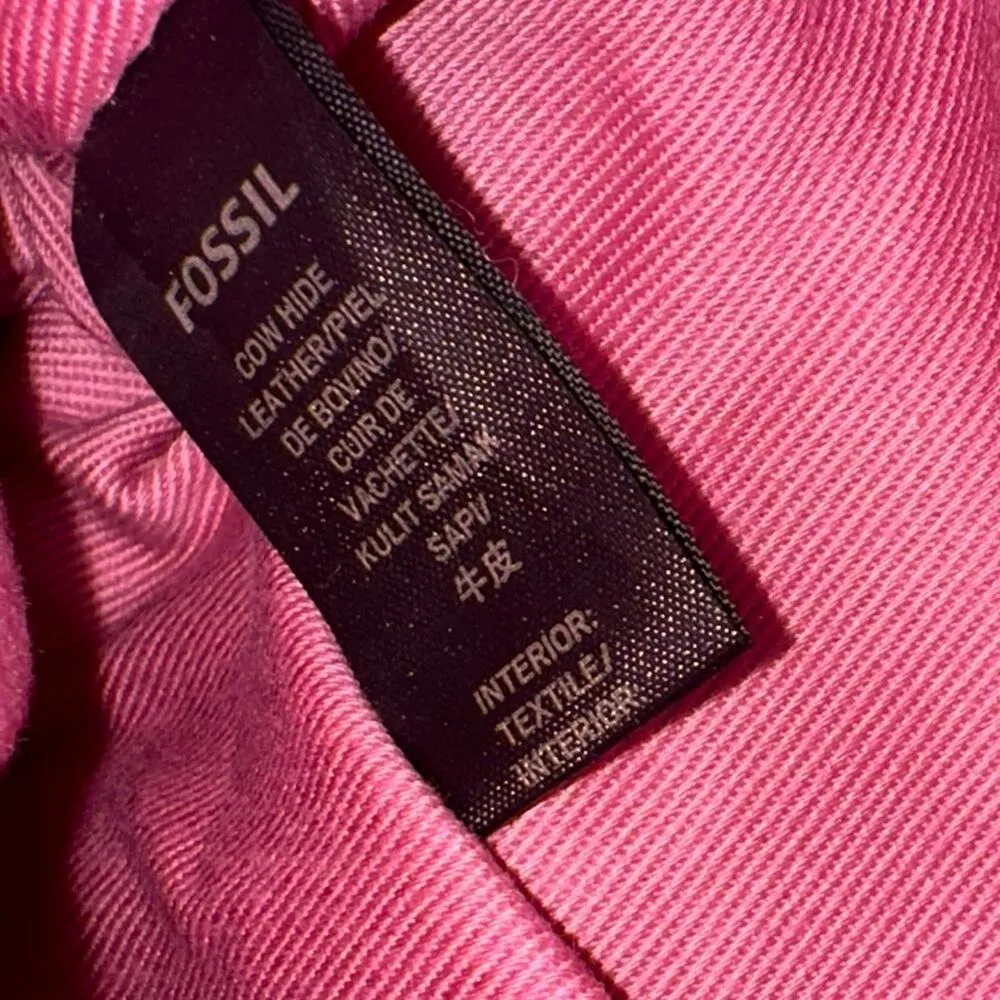 FOSSIL
COW HIDE
LEATHER/PIEL
DE BOVINO/
CUIR DE
VACHETTE/
KULIT SAMAK
SAPI/
牛皮
INTERIOR:
TEXTILE/
INTERIOR: